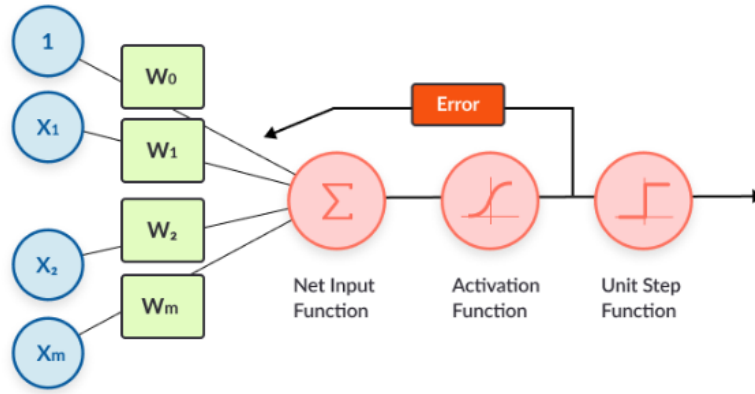 1
W₀
Error
X₁
W₁
Σ
W₂
X₂
Wm
Xm
Net Input
Function
Activation
Function
Unit Step
Function